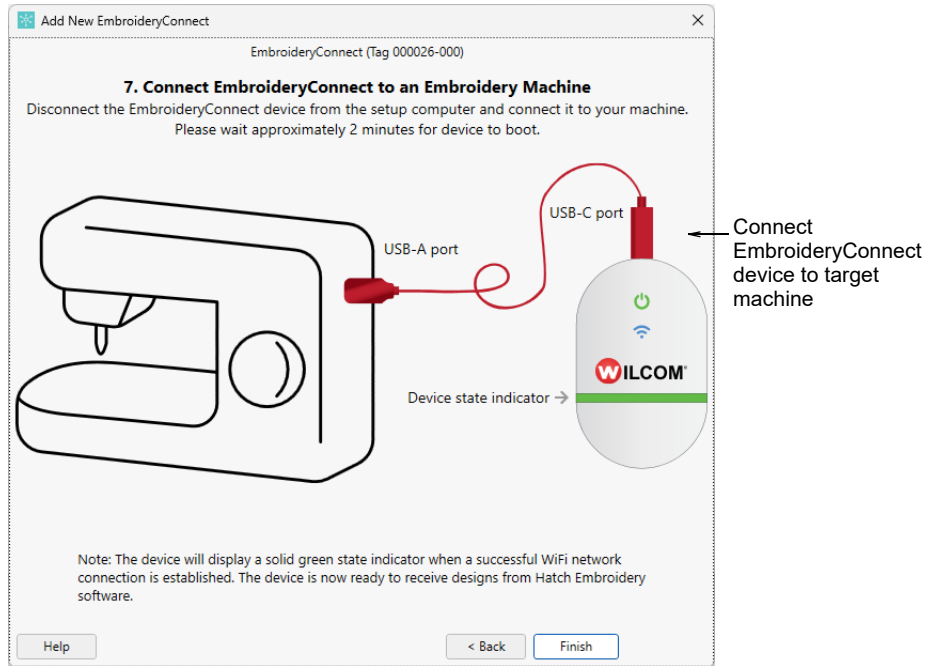 Add New EmbroideryConnect
EmbroideryConnect (Tag 000026-000)
7. Connect EmbroideryConnect to an Embroidery Machine
Disconnect the EmbroideryConnect device from the setup computer and connect it to your machine.
Please wait approximately 2 minutes for device to boot.
USB-C port
USB-A port
Connect
EmbroideryConnect
device to target
machine
WILCOM®
Device state indicator →
Note: The device will display a solid green state indicator when a successful WiFi network
connection is established. The device is now ready to receive designs from Hatch Embroidery
software.
Help
< Back
Finish